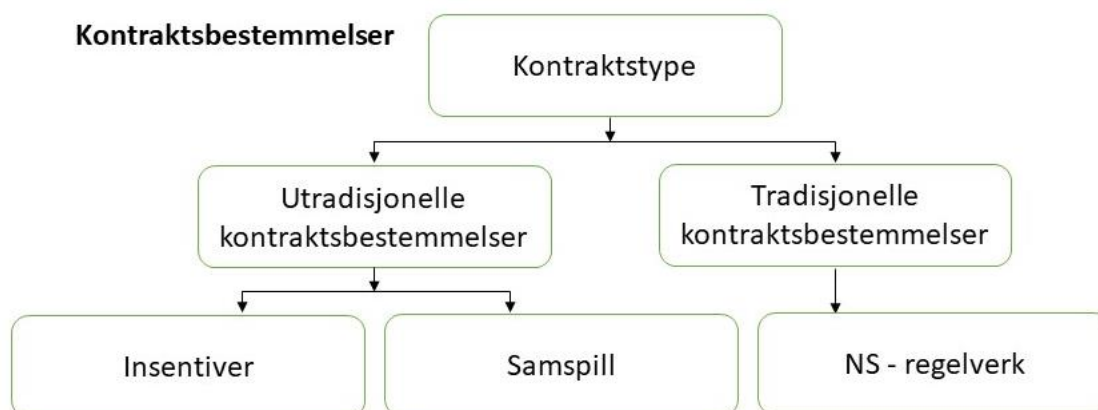 Kontraktsbestemmelser
Kontraktstype
Utradisjonelle
kontraktsbestemmelser
Tradisjonelle
kontraktsbestemmelser
Insentiver
Samspill
NS - regelverk